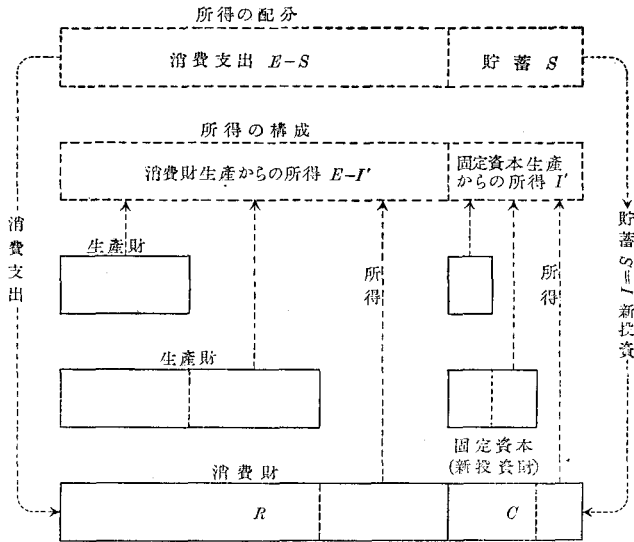 所得の配分
消費支出 E-S
貯蓄 S
所得の構成
消費財生産からの所得 E-I'
固定資本生産
からの所得 I'
消費支出
貯蓄S=I新投資
生産財
所得
所得
生産財
固定資本
(新投資財)
消費財
R
C